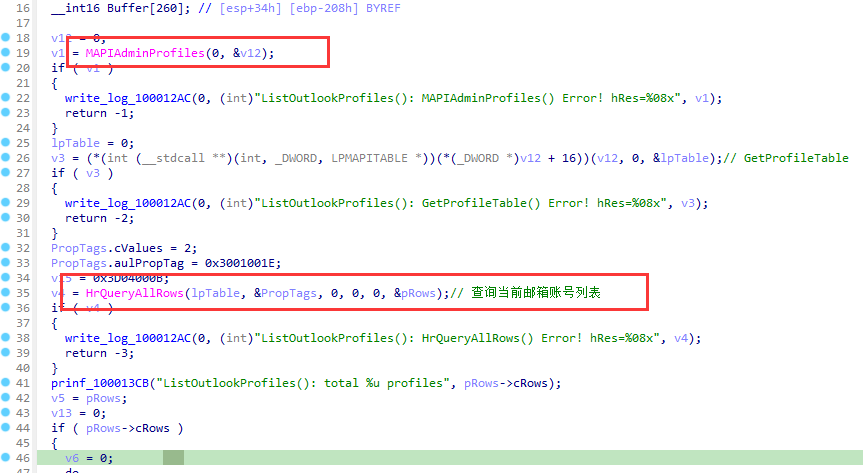 16 __int16 Buffer[260]; // [esp+34h] [ebp-208h] BYREF
17
18 v12 = 0;
19 v1 = MAPIAdminProfiles(0, &v12);
20 if ( v1 )
21 {
22 write_log_100012AC(0, (int)"ListOutlookProfiles(): MAPIAdminProfiles() Error! hRes=%08x", v1);
23 return -1;
24 }
25 lpTable = 0;
26 v3 = (*(int (__stdcall **)(int, _DWORD, LPMAPITABLE *))(*(_DWORD *)v12 + 16))(v12, 0, &lpTable);// GetProfileTable
27 if ( v3 )
28 {
29 write_log_100012AC(0, (int)"ListOutlookProfiles(): GetProfileTable() Error! hRes=%08x", v3);
30 return -2;
31 }
32 PropTags.cValues = 2;
33 PropTags.aulPropTag = 0x3001001E;
34 v15 = 0x3D04000B;
35 v4 = HrQueryAllRows(lpTable, &PropTags, 0, 0, 0, &pRows);// 查询当前邮箱账号列表
36 if ( v4 )
37 {
38 write_log_100012AC(0, (int)"ListOutlookProfiles(): HrQueryAllRows() Error! hRes=%08x", v4);
39 return -3;
40 }
41 prinf_100013CB("ListOutlookProfiles(): total %u profiles", pRows->cRows);
42 v5 = pRows;
43 v13 = 0;
44 if ( pRows->cRows )
45 {
46 v6 = 0;